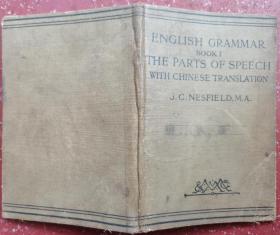 ENGLISH GRAMMAR
BOOK I
THE PARTS OF SPEECH
WITH CHINESE TRANSLATION
J. C. NESFIELD, M.A.